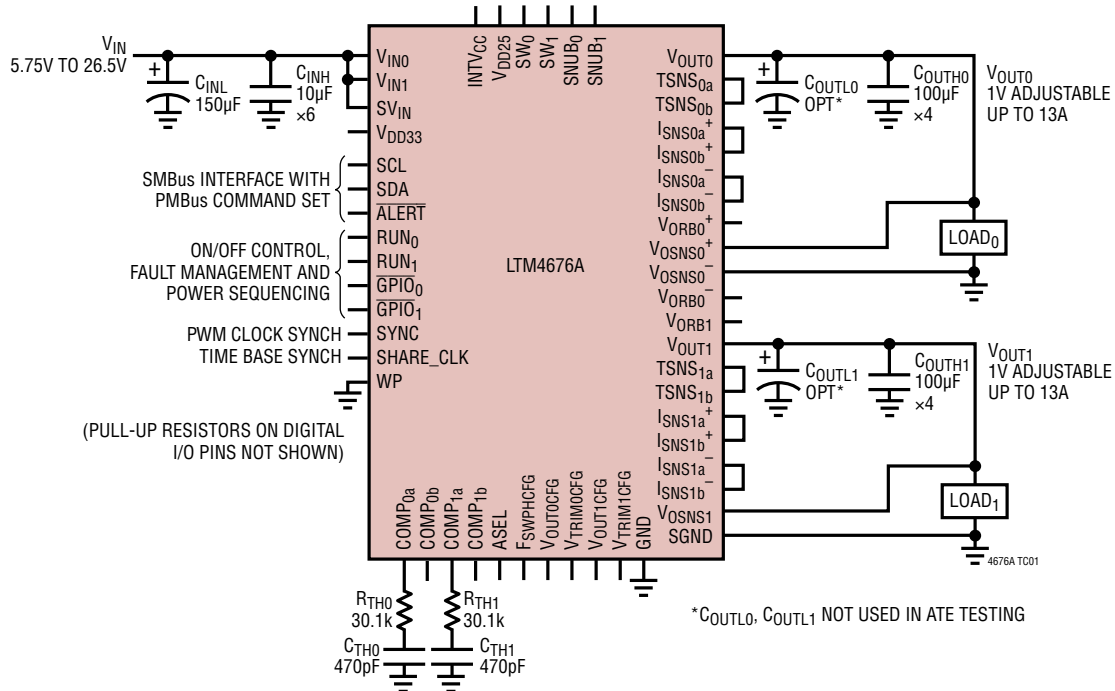 INTVCC
VDD25
SW0
SW1
SNUB0
SNUB1
VIN
5.75V TO 26.5V
+
CINL
150µF
CINH
10µF
×6
VIN0
VIN1
SVIN
VDD33
SMBus INTERFACE WITH
PMBus COMMAND SET
SCL
SDA
ALERT
ON/OFF CONTROL,
FAULT MANAGEMENT AND
POWER SEQUENCING
RUN0
RUN1
GPIO0
GPIO1
PWM CLOCK SYNCH
SYNC
TIME BASE SYNCH
SHARE_CLK
WP
(PULL-UP RESISTORS ON DIGITAL
I/O PINS NOT SHOWN)
LTM4676A
VOUT0
TSNS0a
TSNS0b
ISNS0a+
ISNS0b+
ISNS0a–
ISNS0b–
VORB0+
VOSNS0+
VOSNS0–
VORB0–
VORB1
VOUT1
TSNS1a
TSNS1b
ISNS1a+
ISNS1b+
ISNS1a–
ISNS1b–
VOSNS1
SGND
+
COUTL0
OPT*
COUTH0
100µF
×4
VOUT0
1V ADJUSTABLE
UP TO 13A
LOAD0
+
COUTL1
OPT*
COUTH1
100µF
×4
VOUT1
1V ADJUSTABLE
UP TO 13A
LOAD1
4676A TC01
COMP0a
COMP0b
COMP1a
COMP1b
ASEL
FSWPHCFG
VOUT0CFG
VTRIM0CFG
VOUT1CFG
VTRIM1CFG
GND
RTH0
30.1k
RTH1
30.1k
CTH0
470pF
CTH1
470pF
*COUTL0, COUTL1 NOT USED IN ATE TESTING